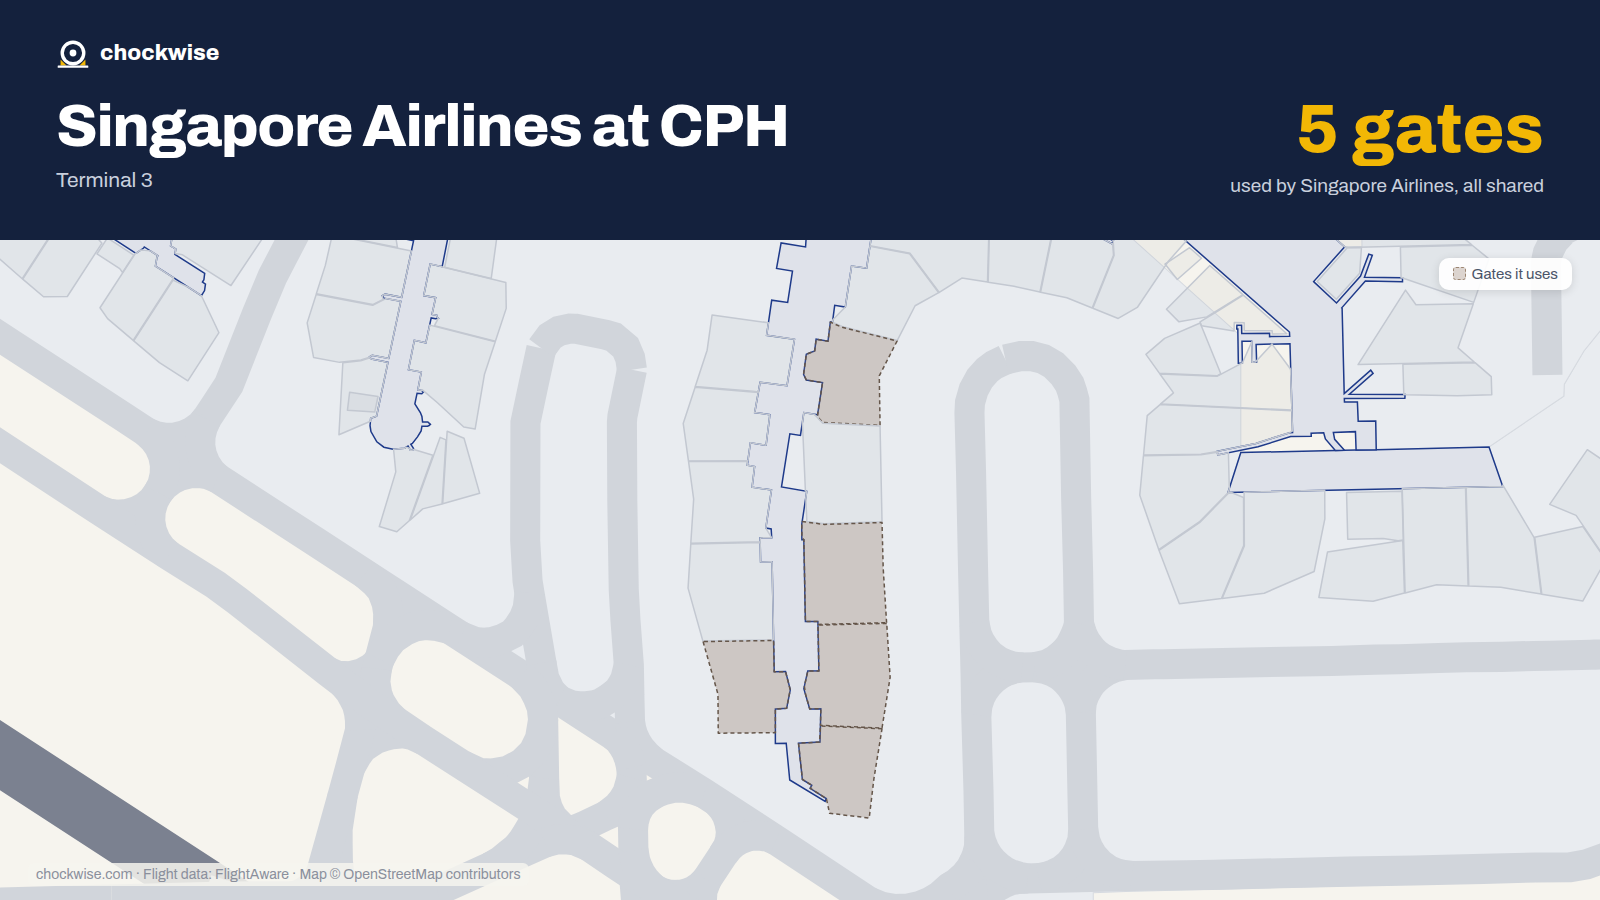 chockwise
Singapore Airlines at CPH
Terminal 3
5 gates
used by Singapore Airlines, all shared
Gates it uses
chockwise.com · Flight data: FlightAware · Map © OpenStreetMap contributors